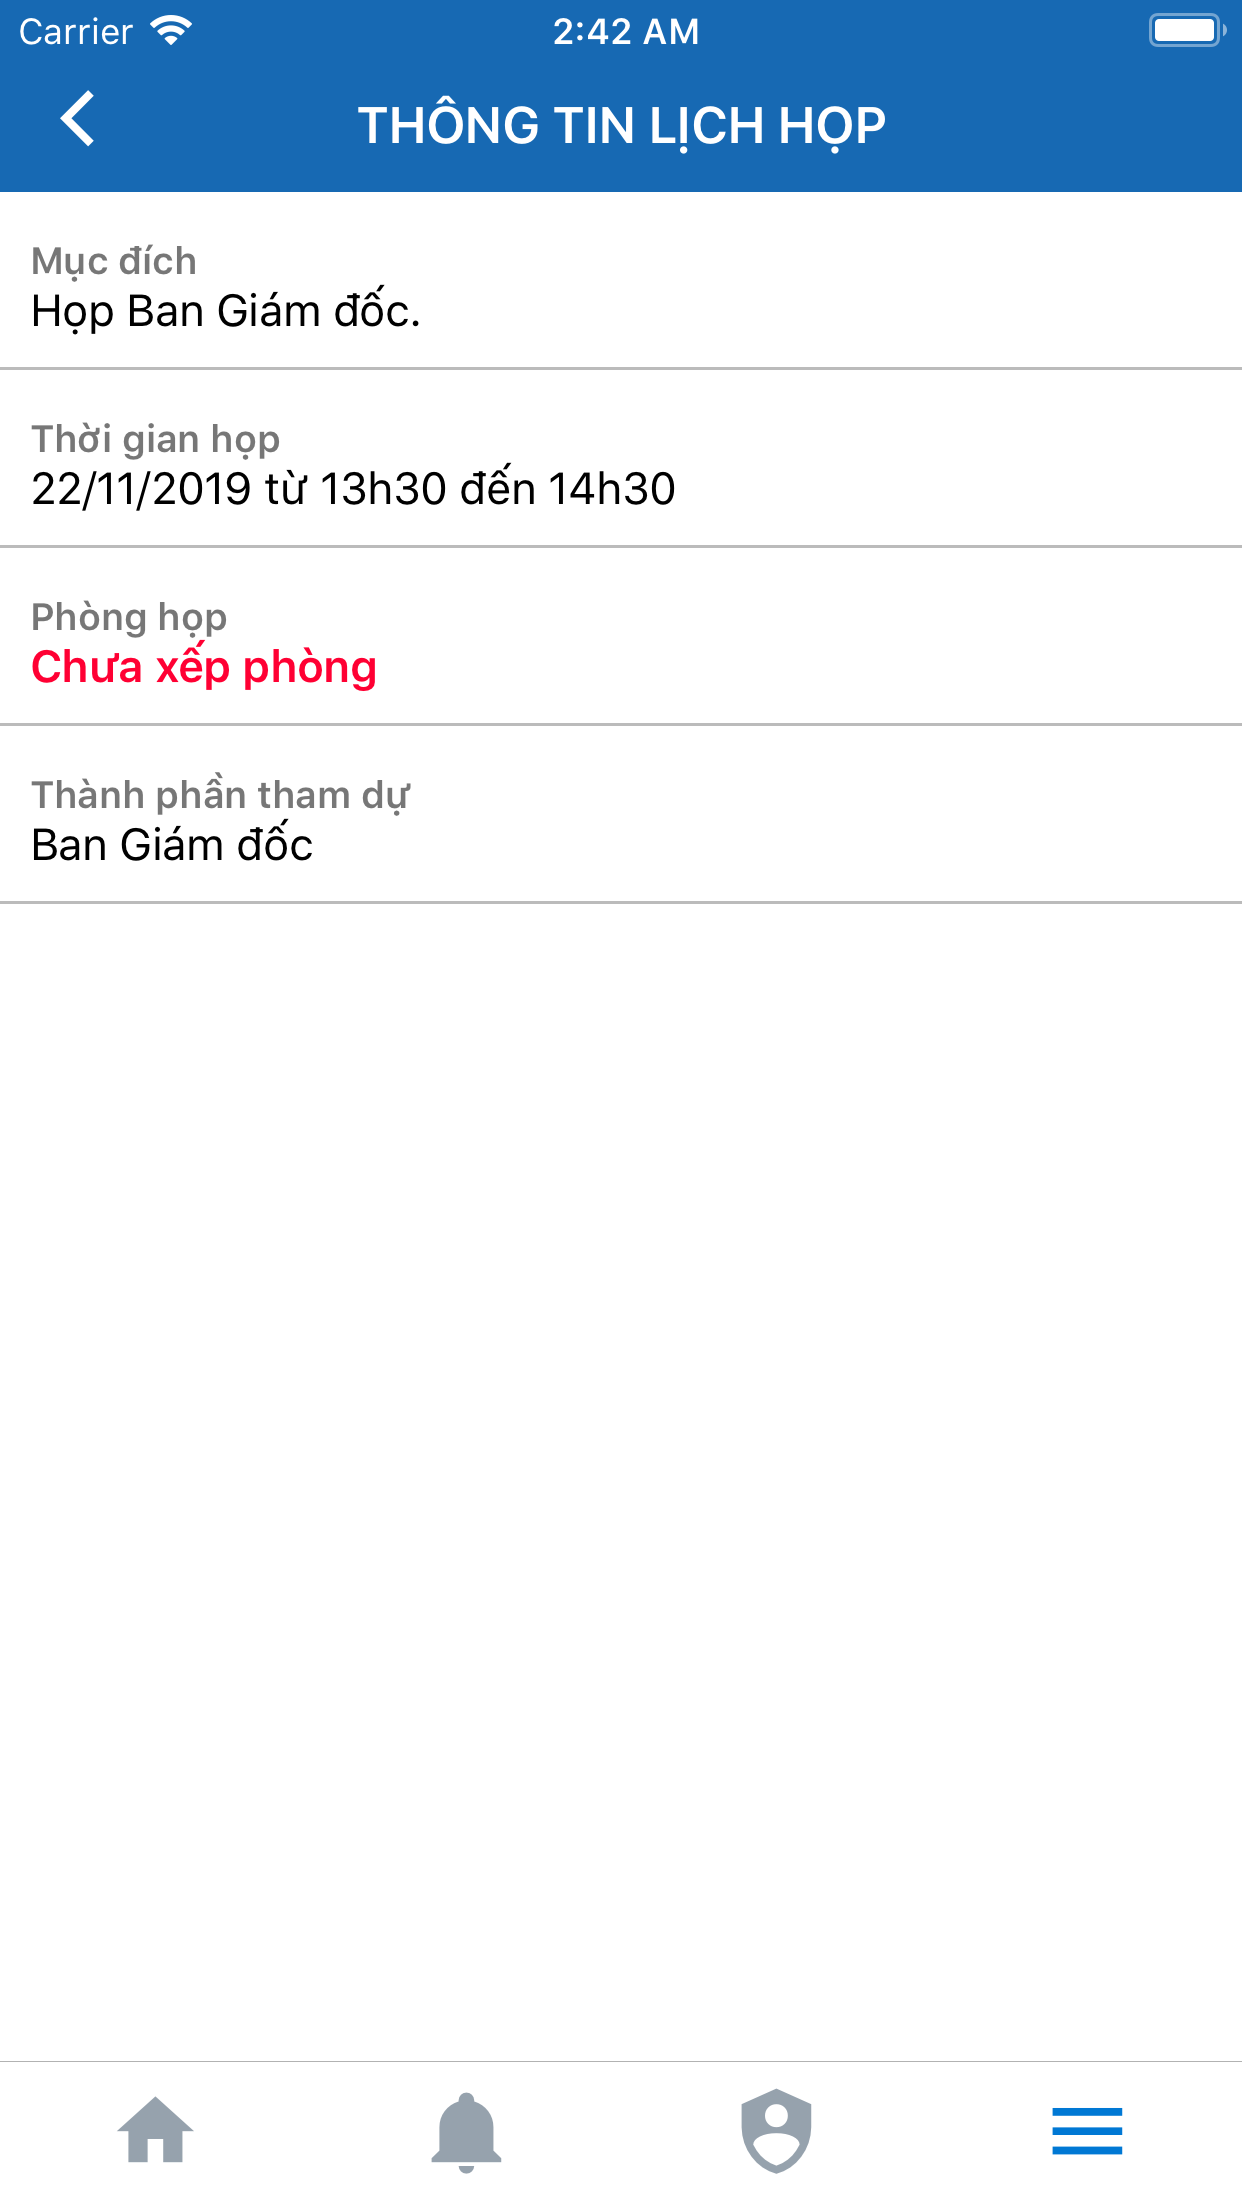 Carrier 2:42 AM
THÔNG TIN LỊCH HỌP
Mục đích
Họp Ban Giám đốc.
Thời gian họp
22/11/2019 từ 13h30 đến 14h30
Phòng họp
Chưa xếp phòng
Thành phần tham dự
Ban Giám đốc